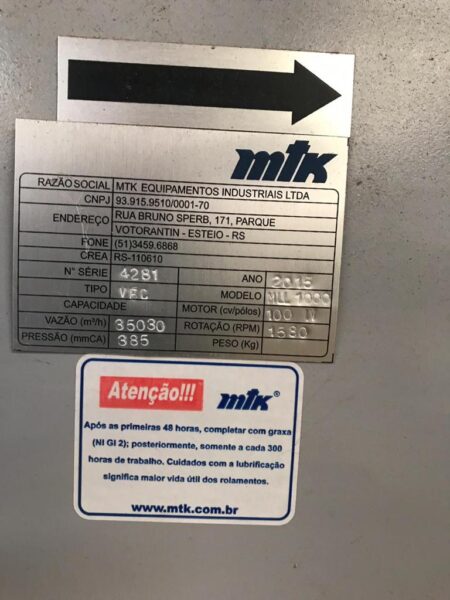 mtk
RAZÃO SOCIAL MTK EQUIPAMENTOS INDUSTRIAIS LTDA
CNPJ 93.915.9510/0001-70
ENDEREÇO RUA BRUNO SPERB, 171, PARQUE
VOTORANTIN - ESTEIO - RS
FONE (51)3459.6868
CREA RS-110610
N° SÉRIE 4281 ANO 2015
TIPO VEC MODELO MLL 1000
CAPACIDADE MOTOR (cv/pólos) 100 IV
VAZÃO (m³/h) 35030 ROTAÇÃO (RPM) 1580
PRESSÃO (mmCA) 385 PESO (Kg)
Atenção!!! mtk®
Após as primeiras 48 horas, completar com graxa
(NI Gl 2); posteriormente, somente a cada 300
horas de trabalho. Cuidados com a lubrificação
significa maior vida útil dos rolamentos.
www.mtk.com.br